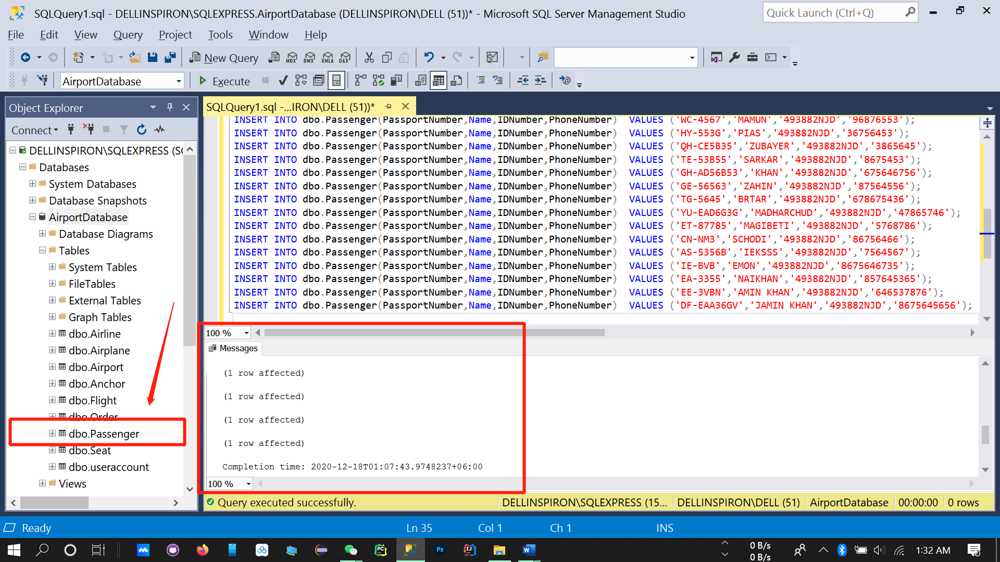 SQLQuery1.sql - DELLINSPIRON\SQLEXPRESS.AirportDatabase (DELLINSPIRON\DELL (51))* - Microsoft SQL Server Management Studio
Quick Launch (Ctrl+Q)
File Edit View Query Project Tools Window Help
New Query MDX DMX XMLA DAX
AirportDatabase Execute
Object Explorer
Connect
DELLINSPIRON\SQLEXPRESS (SQ
Databases
System Databases
Database Snapshots
AirportDatabase
Database Diagrams
Tables
System Tables
FileTables
External Tables
Graph Tables
dbo.Airline
dbo.Airplane
dbo.Airport
dbo.Anchor
dbo.Flight
dbo.Order
dbo.Passenger
dbo.Seat
dbo.useraccount
Views
SQLQuery1.sql -...IRON\DELL (51))*
INSERT INTO dbo.Passenger(PassportNumber,Name,IDNumber,PhoneNumber)  VALUES ('WC-4567','MAMUN','493882NJD','96876553');
INSERT INTO dbo.Passenger(PassportNumber,Name,IDNumber,PhoneNumber)  VALUES ('HY-553G','PIAS','493882NJD','36756453');
INSERT INTO dbo.Passenger(PassportNumber,Name,IDNumber,PhoneNumber)  VALUES ('QH-CE5B35','ZUBAYER','493882NJD','3865645');
INSERT INTO dbo.Passenger(PassportNumber,Name,IDNumber,PhoneNumber)  VALUES ('TE-53B55','SARKAR','493882NJD','8675453');
INSERT INTO dbo.Passenger(PassportNumber,Name,IDNumber,PhoneNumber)  VALUES ('GH-AD56B53','KHAN','493882NJD','675646756');
INSERT INTO dbo.Passenger(PassportNumber,Name,IDNumber,PhoneNumber)  VALUES ('GE-56563','ZAHIN','493882NJD','87564556');
INSERT INTO dbo.Passenger(PassportNumber,Name,IDNumber,PhoneNumber)  VALUES ('TG-5645','BRTAR','493882NJD','678675436');
INSERT INTO dbo.Passenger(PassportNumber,Name,IDNumber,PhoneNumber)  VALUES ('YU-EAD6G3G','MADHARCHUD','493882NJD','47865746');
INSERT INTO dbo.Passenger(PassportNumber,Name,IDNumber,PhoneNumber)  VALUES ('ET-87785','MAGIBETI','493882NJD','5768786');
INSERT INTO dbo.Passenger(PassportNumber,Name,IDNumber,PhoneNumber)  VALUES ('CN-NM3','SCHODI','493882NJD','86756466');
INSERT INTO dbo.Passenger(PassportNumber,Name,IDNumber,PhoneNumber)  VALUES ('AS-5356B','IEKSSS','493882NJD','7564567');
INSERT INTO dbo.Passenger(PassportNumber,Name,IDNumber,PhoneNumber)  VALUES ('IE-BVB','EMON','493882NJD','8675646735');
INSERT INTO dbo.Passenger(PassportNumber,Name,IDNumber,PhoneNumber)  VALUES ('EA-3355','NAIKHAN','493882NJD','857645365');
INSERT INTO dbo.Passenger(PassportNumber,Name,IDNumber,PhoneNumber)  VALUES ('EE-3VBN','AMIN KHAN','493882NJD','646537876');
INSERT INTO dbo.Passenger(PassportNumber,Name,IDNumber,PhoneNumber)  VALUES ('DF-EAA36GV','JAMIN KHAN','493882NJD','8675645656');
100 %
Messages
(1 row affected)
(1 row affected)
(1 row affected)
(1 row affected)
Completion time: 2020-12-18T01:07:43.9748237+06:00
100 %
Query executed successfully. DELLINSPIRON\SQLEXPRESS (15... DELLINSPIRON\DELL (51) AirportDatabase 00:00:00 0 rows
Ready Ln 35 Col 1 Ch 1 INS
PC Ps IJ W 0 B/s 1:32 AM
0 B/s